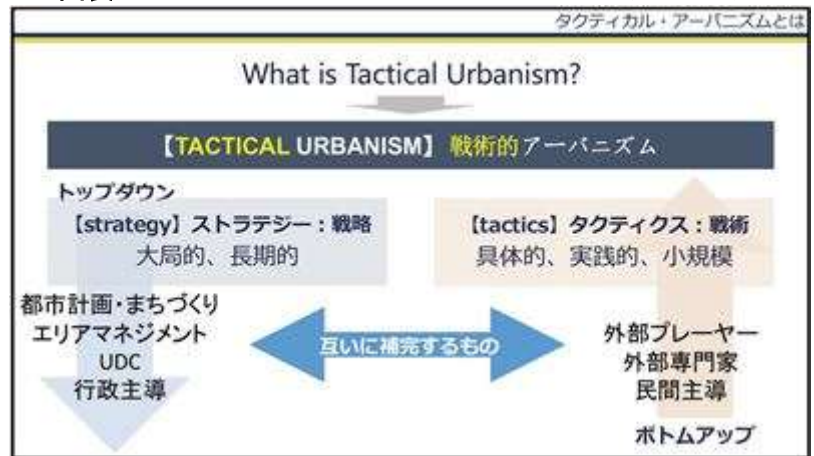 タクティカル・アーバニズムとは
What is Tactical Urbanism?
【TACTICAL URBANISM】戦術的アーバニズム
トップダウン
【strategy】ストラテジー：戦略
大局的、長期的
都市計画・まちづくり
エリアマネジメント
UDC
行政主導
互いに補完するもの
【tactics】タクティクス：戦術
具体的、実践的、小規模
外部プレーヤー
外部専門家
民間主導
ボトムアップ